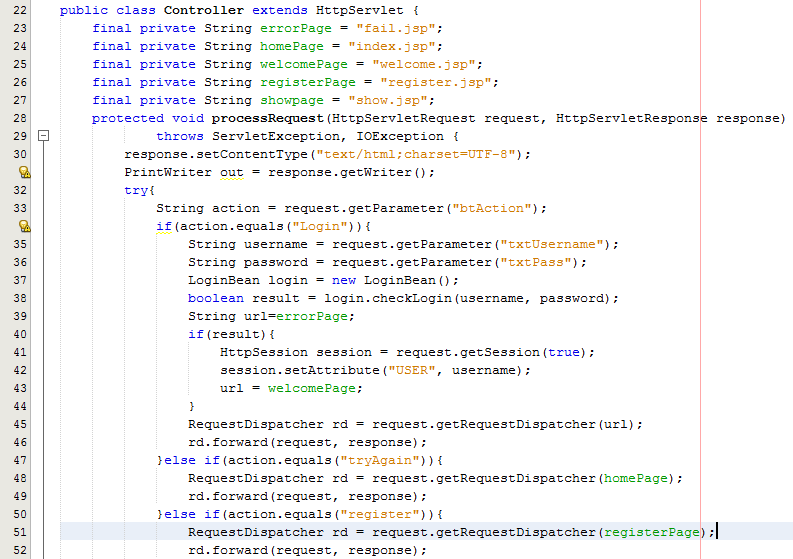 22 public class Controller extends HttpServlet {
23 final private String errorPage = "fail.jsp";
24 final private String homePage = "index.jsp";
25 final private String welcomePage = "welcome.jsp";
26 final private String registerPage = "register.jsp";
27 final private String showpage = "show.jsp";
28 protected void processRequest(HttpServletRequest request, HttpServletResponse response)
29 throws ServletException, IOException {
30 response.setContentType("text/html;charset=UTF-8");
PrintWriter out = response.getWriter();
32 try{
33 String action = request.getParameter("btAction");
if(action.equals("Login")){
35 String username = request.getParameter("txtUsername");
36 String password = request.getParameter("txtPass");
37 LoginBean login = new LoginBean();
38 boolean result = login.checkLogin(username, password);
39 String url=errorPage;
40 if(result){
41 HttpSession session = request.getSession(true);
42 session.setAttribute("USER", username);
43 url = welcomePage;
44 }
45 RequestDispatcher rd = request.getRequestDispatcher(url);
46 rd.forward(request, response);
47 }else if(action.equals("tryAgain")){
48 RequestDispatcher rd = request.getRequestDispatcher(homePage);
49 rd.forward(request, response);
50 }else if(action.equals("register")){
51 RequestDispatcher rd = request.getRequestDispatcher(registerPage);
52 rd.forward(request, response);